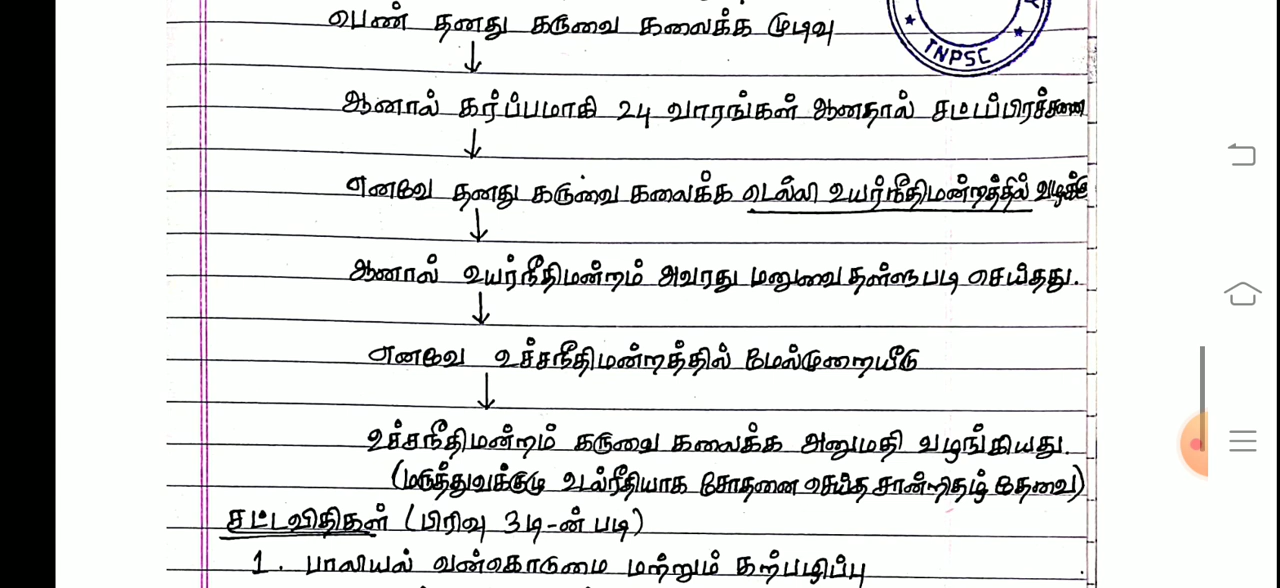 பெண் தனது கருவை கலைக்க முடிவு
TNPSC
ஆனால் கர்ப்பமாகி 24 வாரங்கள் ஆனதால் சட்டப்பிரச்சனை
எனவே தனது கருவை கலைக்க டெல்லி உயர்நீதிமன்றத்தில் வழக்கு
ஆனால் உயர்நீதிமன்றம் அவரது மனுவை தள்ளுபடி செய்தது.
எனவே உச்சநீதிமன்றத்தில் மேல்முறையீடு
உச்சநீதிமன்றம் கருவை கலைக்க அனுமதி வழங்கியது.
(மருத்துவக்குழு உடல்ரீதியாக சோதனை செய்த சான்றிதழ் தேவை)
சட்டவிதிகள் (பிரிவு 3டி-ன் படி)
1. பாலியல் வன்கொடுமை மற்றும் கற்பழிப்பு